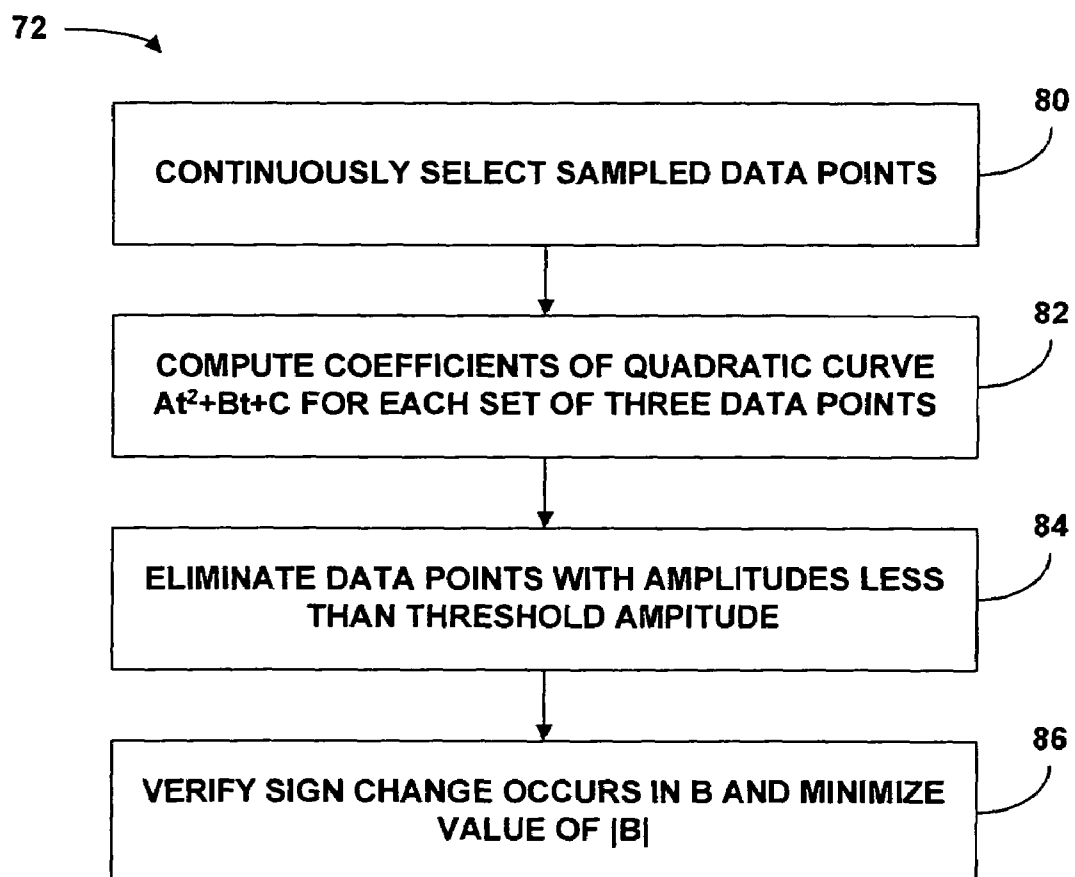 72
80
CONTINUOUSLY SELECT SAMPLED DATA POINTS
82
COMPUTE COEFFICIENTS OF QUADRATIC CURVE
At²+Bt+C FOR EACH SET OF THREE DATA POINTS
84
ELIMINATE DATA POINTS WITH AMPLITUDES LESS
THAN THRESHOLD AMPITUDE
86
VERIFY SIGN CHANGE OCCURS IN B AND MINIMIZE
VALUE OF |B|